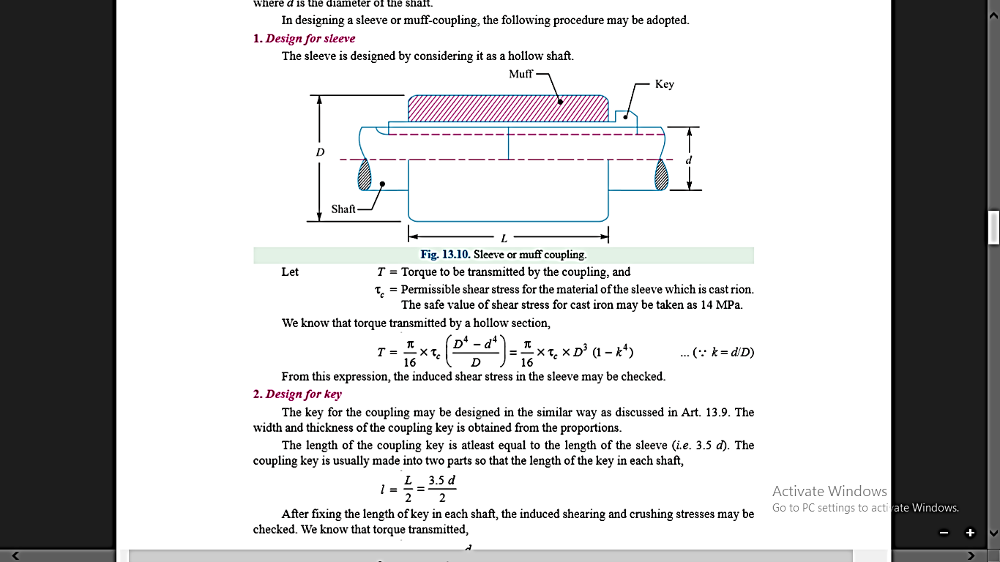 where d is the diameter of the shaft.
In designing a sleeve or muff-coupling, the following procedure may be adopted.
1. Design for sleeve
The sleeve is designed by considering it as a hollow shaft.
Muff
Key
D
d
Shaft
L
Fig. 13.10. Sleeve or muff coupling.
Let T = Torque to be transmitted by the coupling, and
τc = Permissible shear stress for the material of the sleeve which is cast rion.
The safe value of shear stress for cast iron may be taken as 14 MPa.
We know that torque transmitted by a hollow section,
T = π/16 × τc ( D⁴ – d⁴ / D ) = π/16 × τc × D³ (1 – k⁴) ... (∵ k = d/D)
From this expression, the induced shear stress in the sleeve may be checked.
2. Design for key
The key for the coupling may be designed in the similar way as discussed in Art. 13.9. The
width and thickness of the coupling key is obtained from the proportions.
The length of the coupling key is atleast equal to the length of the sleeve (i.e. 3.5 d). The
coupling key is usually made into two parts so that the length of the key in each shaft,
l = L/2 = 3.5 d/2
After fixing the length of key in each shaft, the induced shearing and crushing stresses may be
checked. We know that torque transmitted,
Activate Windows
Go to PC settings to activate Windows.